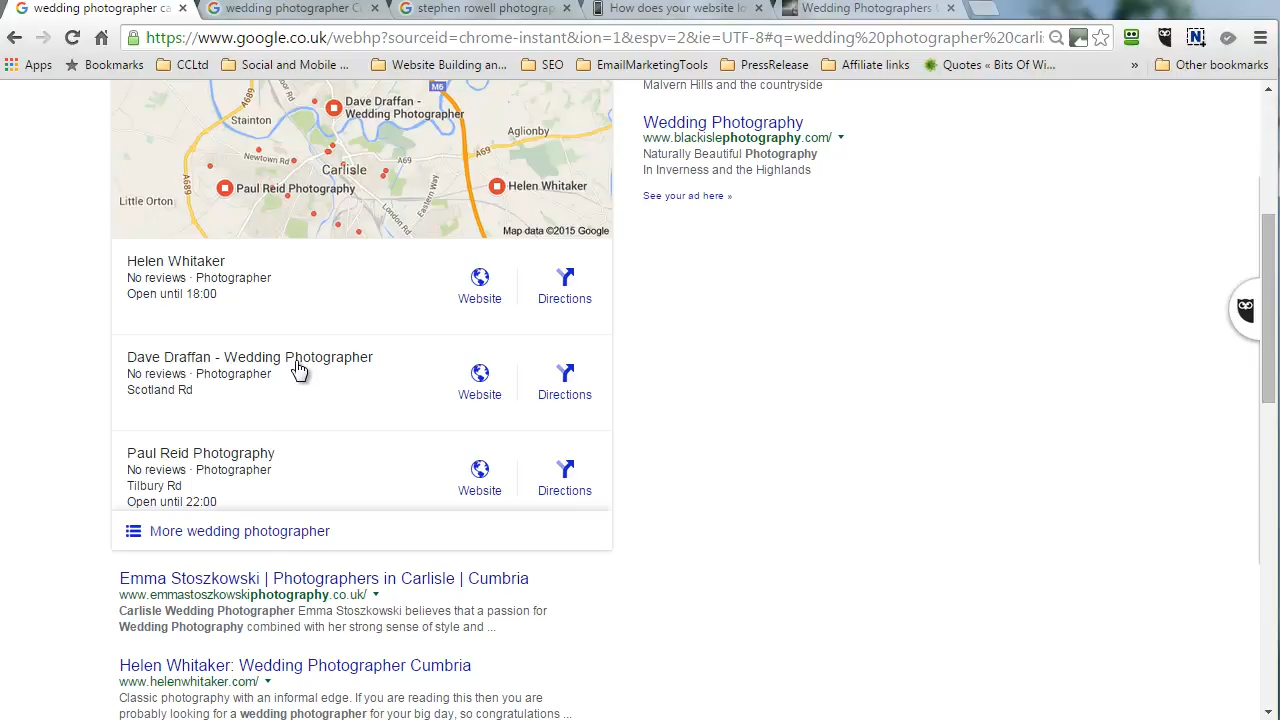 wedding photographer ca
wedding photographer C
stephen rowell photograp
How does your website lo
Wedding Photographers
https://www.google.co.uk/webhp?sourceid=chrome-instant&ion=1&espv=2&ie=UTF-8#q=wedding%20photographer%20carli
Apps
Bookmarks
CCLtd
Social and Mobile ...
Website Building an...
SEO
EmailMarketingTools
PressRelease
Affiliate links
Quotes « Bits Of Wi...
»
Other bookmarks
M6
Dave Draffan -
Wedding Photographer
Stainton
A689
Aglionby
Newtown Rd
A69
A69
Carlisle
Paul Reid Photography
Helen Whitaker
Eastern Way
London Rd
Little Orton
A689
Map data ©2015 Google
Helen Whitaker
No reviews · Photographer
Open until 18:00
Website
Directions
Dave Draffan - Wedding Photographer
No reviews · Photographer
Scotland Rd
Website
Directions
Paul Reid Photography
No reviews · Photographer
Tilbury Rd
Open until 22:00
Website
Directions
More wedding photographer
Emma Stoszkowski | Photographers in Carlisle | Cumbria
www.emmastoszkowskiphotography.co.uk/
Carlisle Wedding Photographer Emma Stoszkowski believes that a passion for
Wedding Photography combined with her strong sense of style and ...
Helen Whitaker: Wedding Photographer Cumbria
www.helenwhitaker.com/
Classic photography with an informal edge. If you are reading this then you are
probably looking for a wedding photographer for your big day, so congratulations ...
Malvern Hills and the countryside
Wedding Photography
www.blackislephotography.com/
Naturally Beautiful Photography
In Inverness and the Highlands
See your ad here »